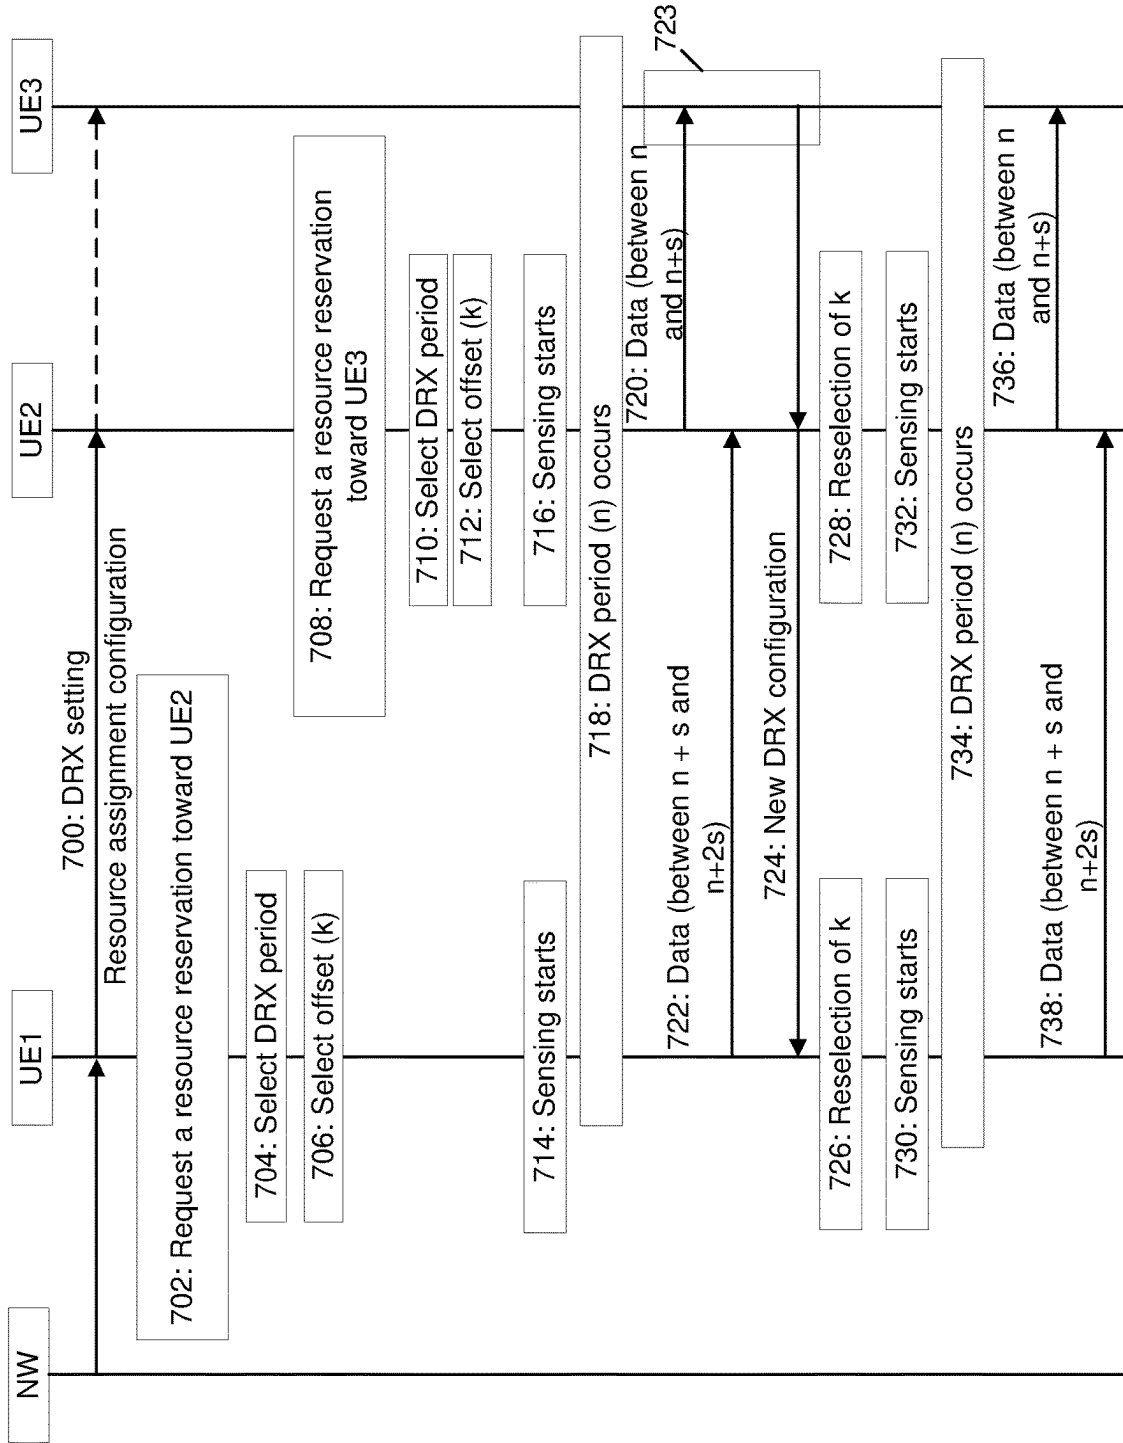 NW
UE1
UE2
UE3
700: DRX setting
Resource assignment configuration
702: Request a resource reservation toward UE2
704: Select DRX period
706: Select offset (k)
708: Request a resource reservation
toward UE3
710: Select DRX period
712: Select offset (k)
714: Sensing starts
716: Sensing starts
718: DRX period (n) occurs
720: Data (between n
and n+s)
723
722: Data (between n + s and
n+2s)
724: New DRX configuration
726: Reselection of k
728: Reselection of k
730: Sensing starts
732: Sensing starts
734: DRX period (n) occurs
736: Data (between n
and n+s)
738: Data (between n + s and
n+2s)